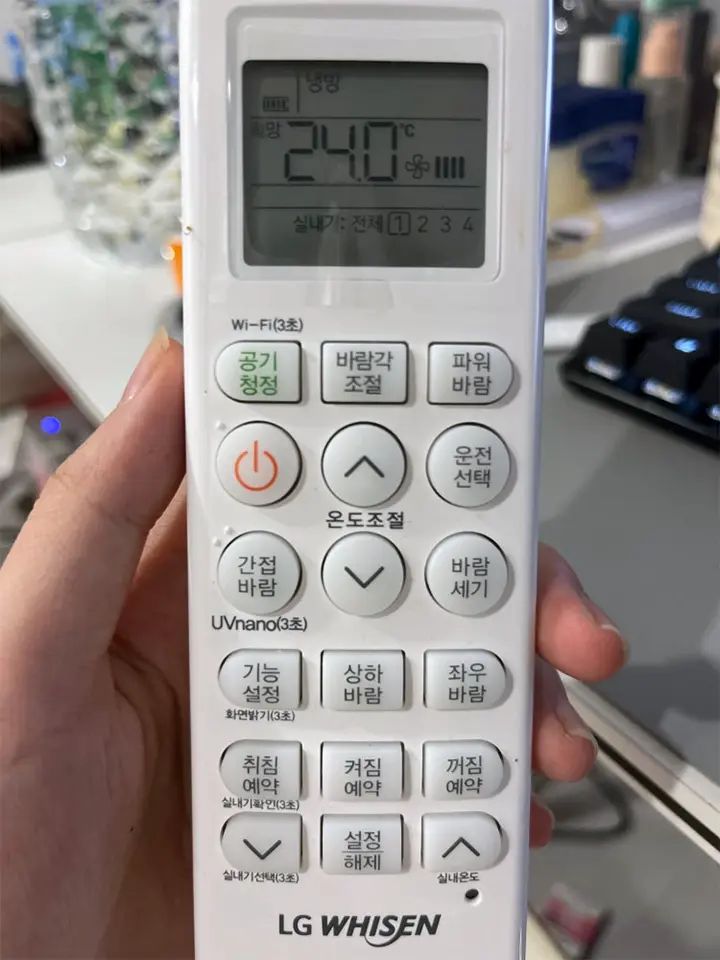 냉방
희망 24.0℃
실내기: 전체 1 2 3 4
Wi-Fi(3초)
공기 청정
바람각 조절
파워 바람
운전 선택
온도조절
간접 바람
바람 세기
UVnano(3초)
기능 설정
상하 바람
좌우 바람
화면밝기(3초)
취침 예약
켜짐 예약
꺼짐 예약
실내기확인(3초)
설정 해제
실내기선택(3초)
실내온도
LG WHISEN